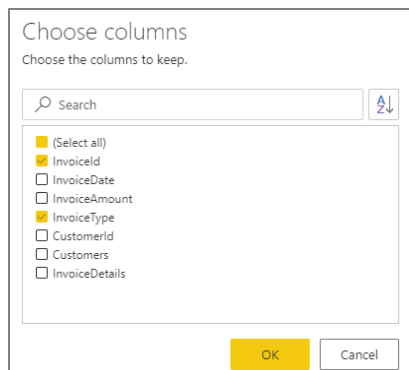 Choose columns
Choose the columns to keep.
Search
AZ
(Select all)
InvoiceId
InvoiceDate
InvoiceAmount
InvoiceType
CustomerId
Customers
InvoiceDetails
OK Cancel